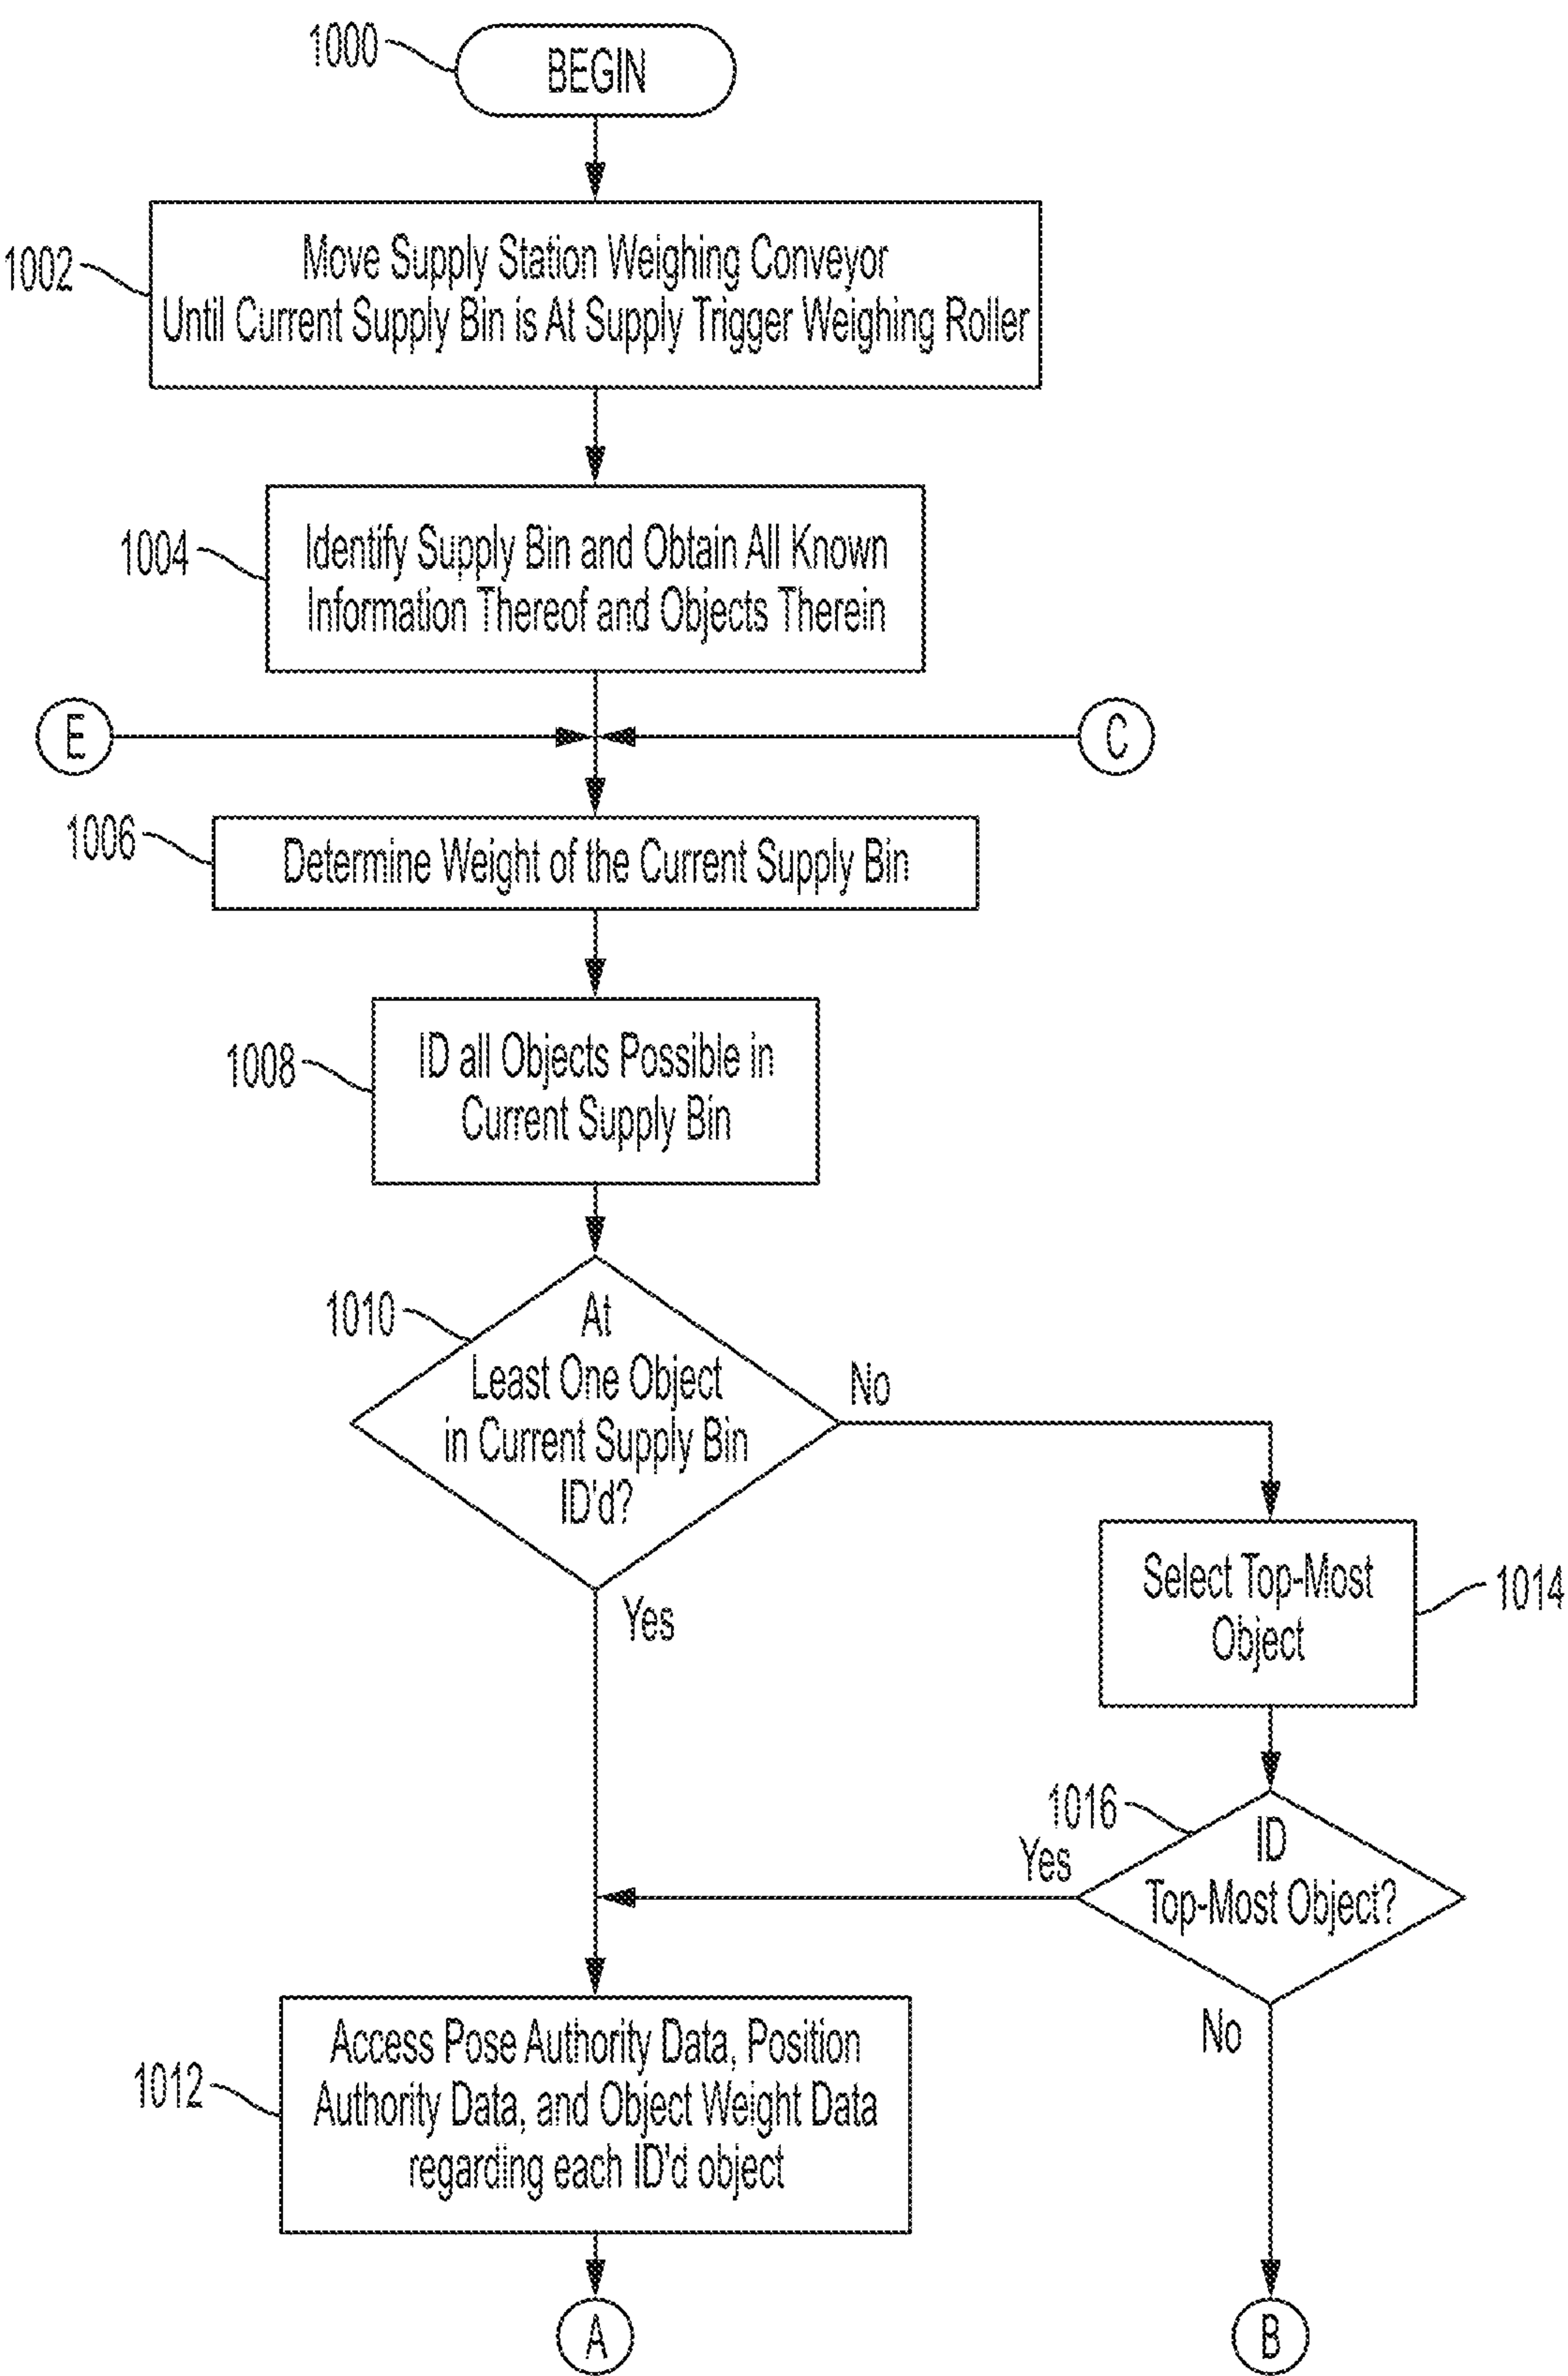 1000
BEGIN
1002
Move Supply Station Weighing Conveyor
Until Current Supply Bin is At Supply Trigger Weighing Roller
1004
Identify Supply Bin and Obtain All Known
Information Thereof and Objects Therein
E
C
1006
Determine Weight of the Current Supply Bin
1008
ID all Objects Possible in
Current Supply Bin
1010
At
Least One Object
in Current Supply Bin
ID'd?
No
Yes
Select Top-Most
Object
1014
1016
ID
Top-Most Object?
Yes
No
1012
Access Pose Authority Data, Position
Authority Data, and Object Weight Data
regarding each ID'd object
A
B